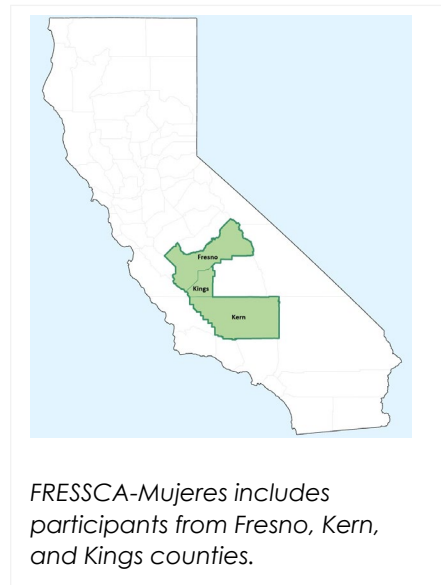 Fresno
Kings
Kern
FRESSCA-Mujeres includes
participants from Fresno, Kern,
and Kings counties.